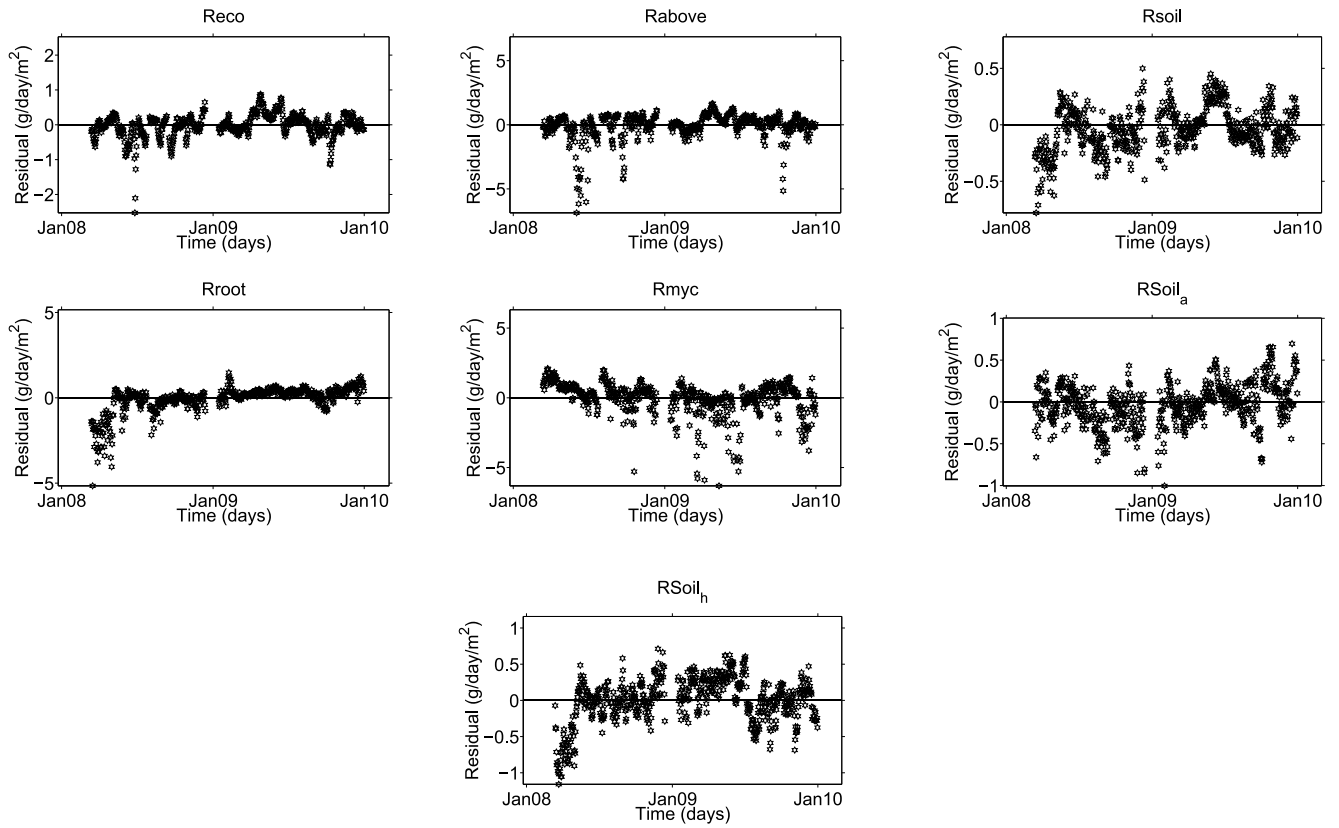 Reco
Residual (g/day/m²)
2
1
0
−1
−2
Jan08
Jan09
Jan10
Time (days)
Rabove
Residual (g/day/m²)
5
0
−5
Jan08
Jan09
Jan10
Time (days)
Rsoil
Residual (g/day/m²)
0.5
0
−0.5
Jan08
Jan09
Jan10
Time (days)
Rroot
Residual (g/day/m²)
5
0
−5
Jan08
Jan09
Jan10
Time (days)
Rmyc
Residual (g/day/m²)
5
0
−5
Jan08
Jan09
Jan10
Time (days)
RSoil_a
Residual (g/day/m²)
1
0.5
0
−0.5
−1
Jan08
Jan09
Jan10
Time (days)
RSoil_h
Residual (g/day/m²)
1
0.5
0
−0.5
−1
Jan08
Jan09
Jan10
Time (days)